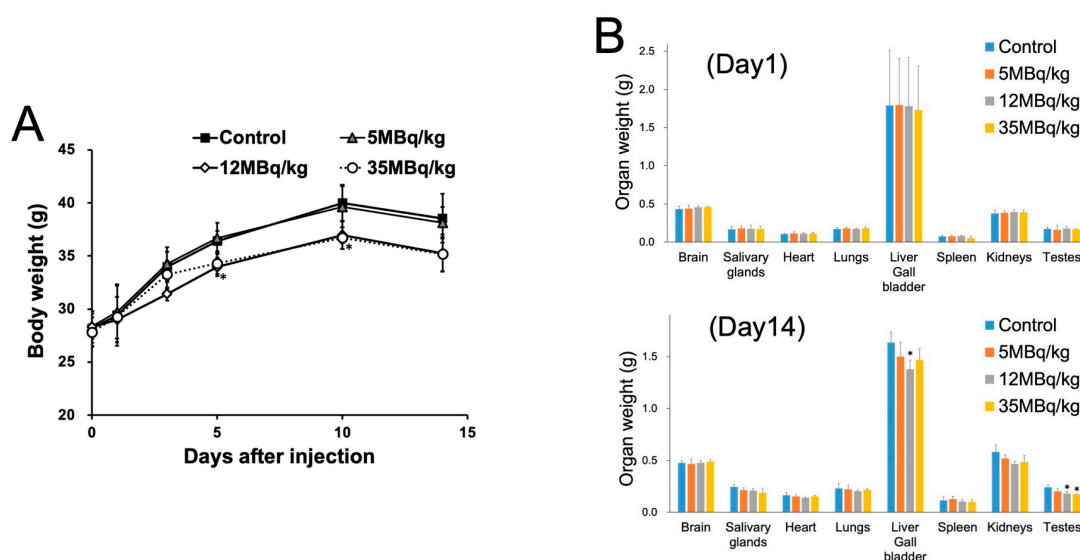 A
Control
5MBq/kg
12MBq/kg
35MBq/kg
Body weight (g)
45
40
35
30
25
20
*
*
0
5
10
15
Days after injection
B
(Day1)
Control
5MBq/kg
12MBq/kg
35MBq/kg
Organ weight (g)
2.5
2.0
1.5
1.0
0.5
0.0
Brain
Salivary
glands
Heart
Lungs
Liver
Gall
bladder
Spleen
Kidneys
Testes
(Day14)
Control
5MBq/kg
12MBq/kg
35MBq/kg
Organ weight (g)
1.5
1.0
0.5
0.0
*
* *
Brain
Salivary
glands
Heart
Lungs
Liver
Gall
bladder
Spleen
Kidneys
Testes